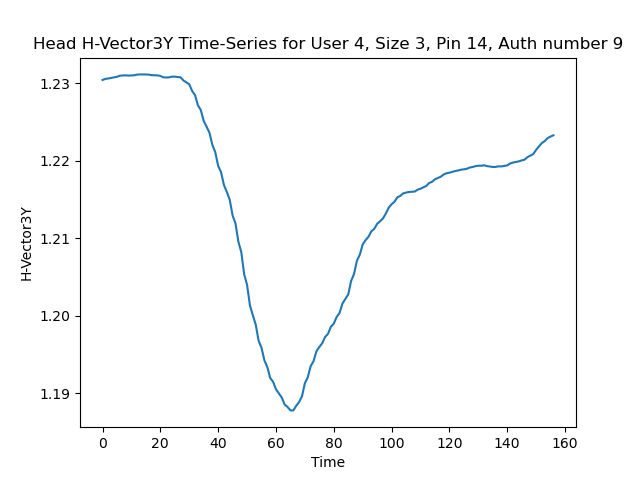 Head H-Vector3Y Time-Series for User 4, Size 3, Pin 14, Auth number 9
1.23
1.22
1.21
1.20
1.19
H-Vector3Y
0 20 40 60 80 100 120 140 160
Time